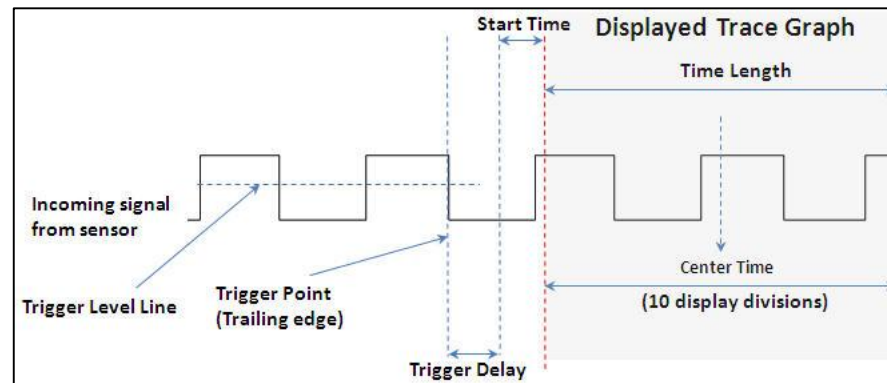 Start Time
Displayed Trace Graph
Time Length
Incoming signal
from sensor
Trigger Level Line
Trigger Point
(Trailing edge)
Center Time
(10 display divisions)
Trigger Delay